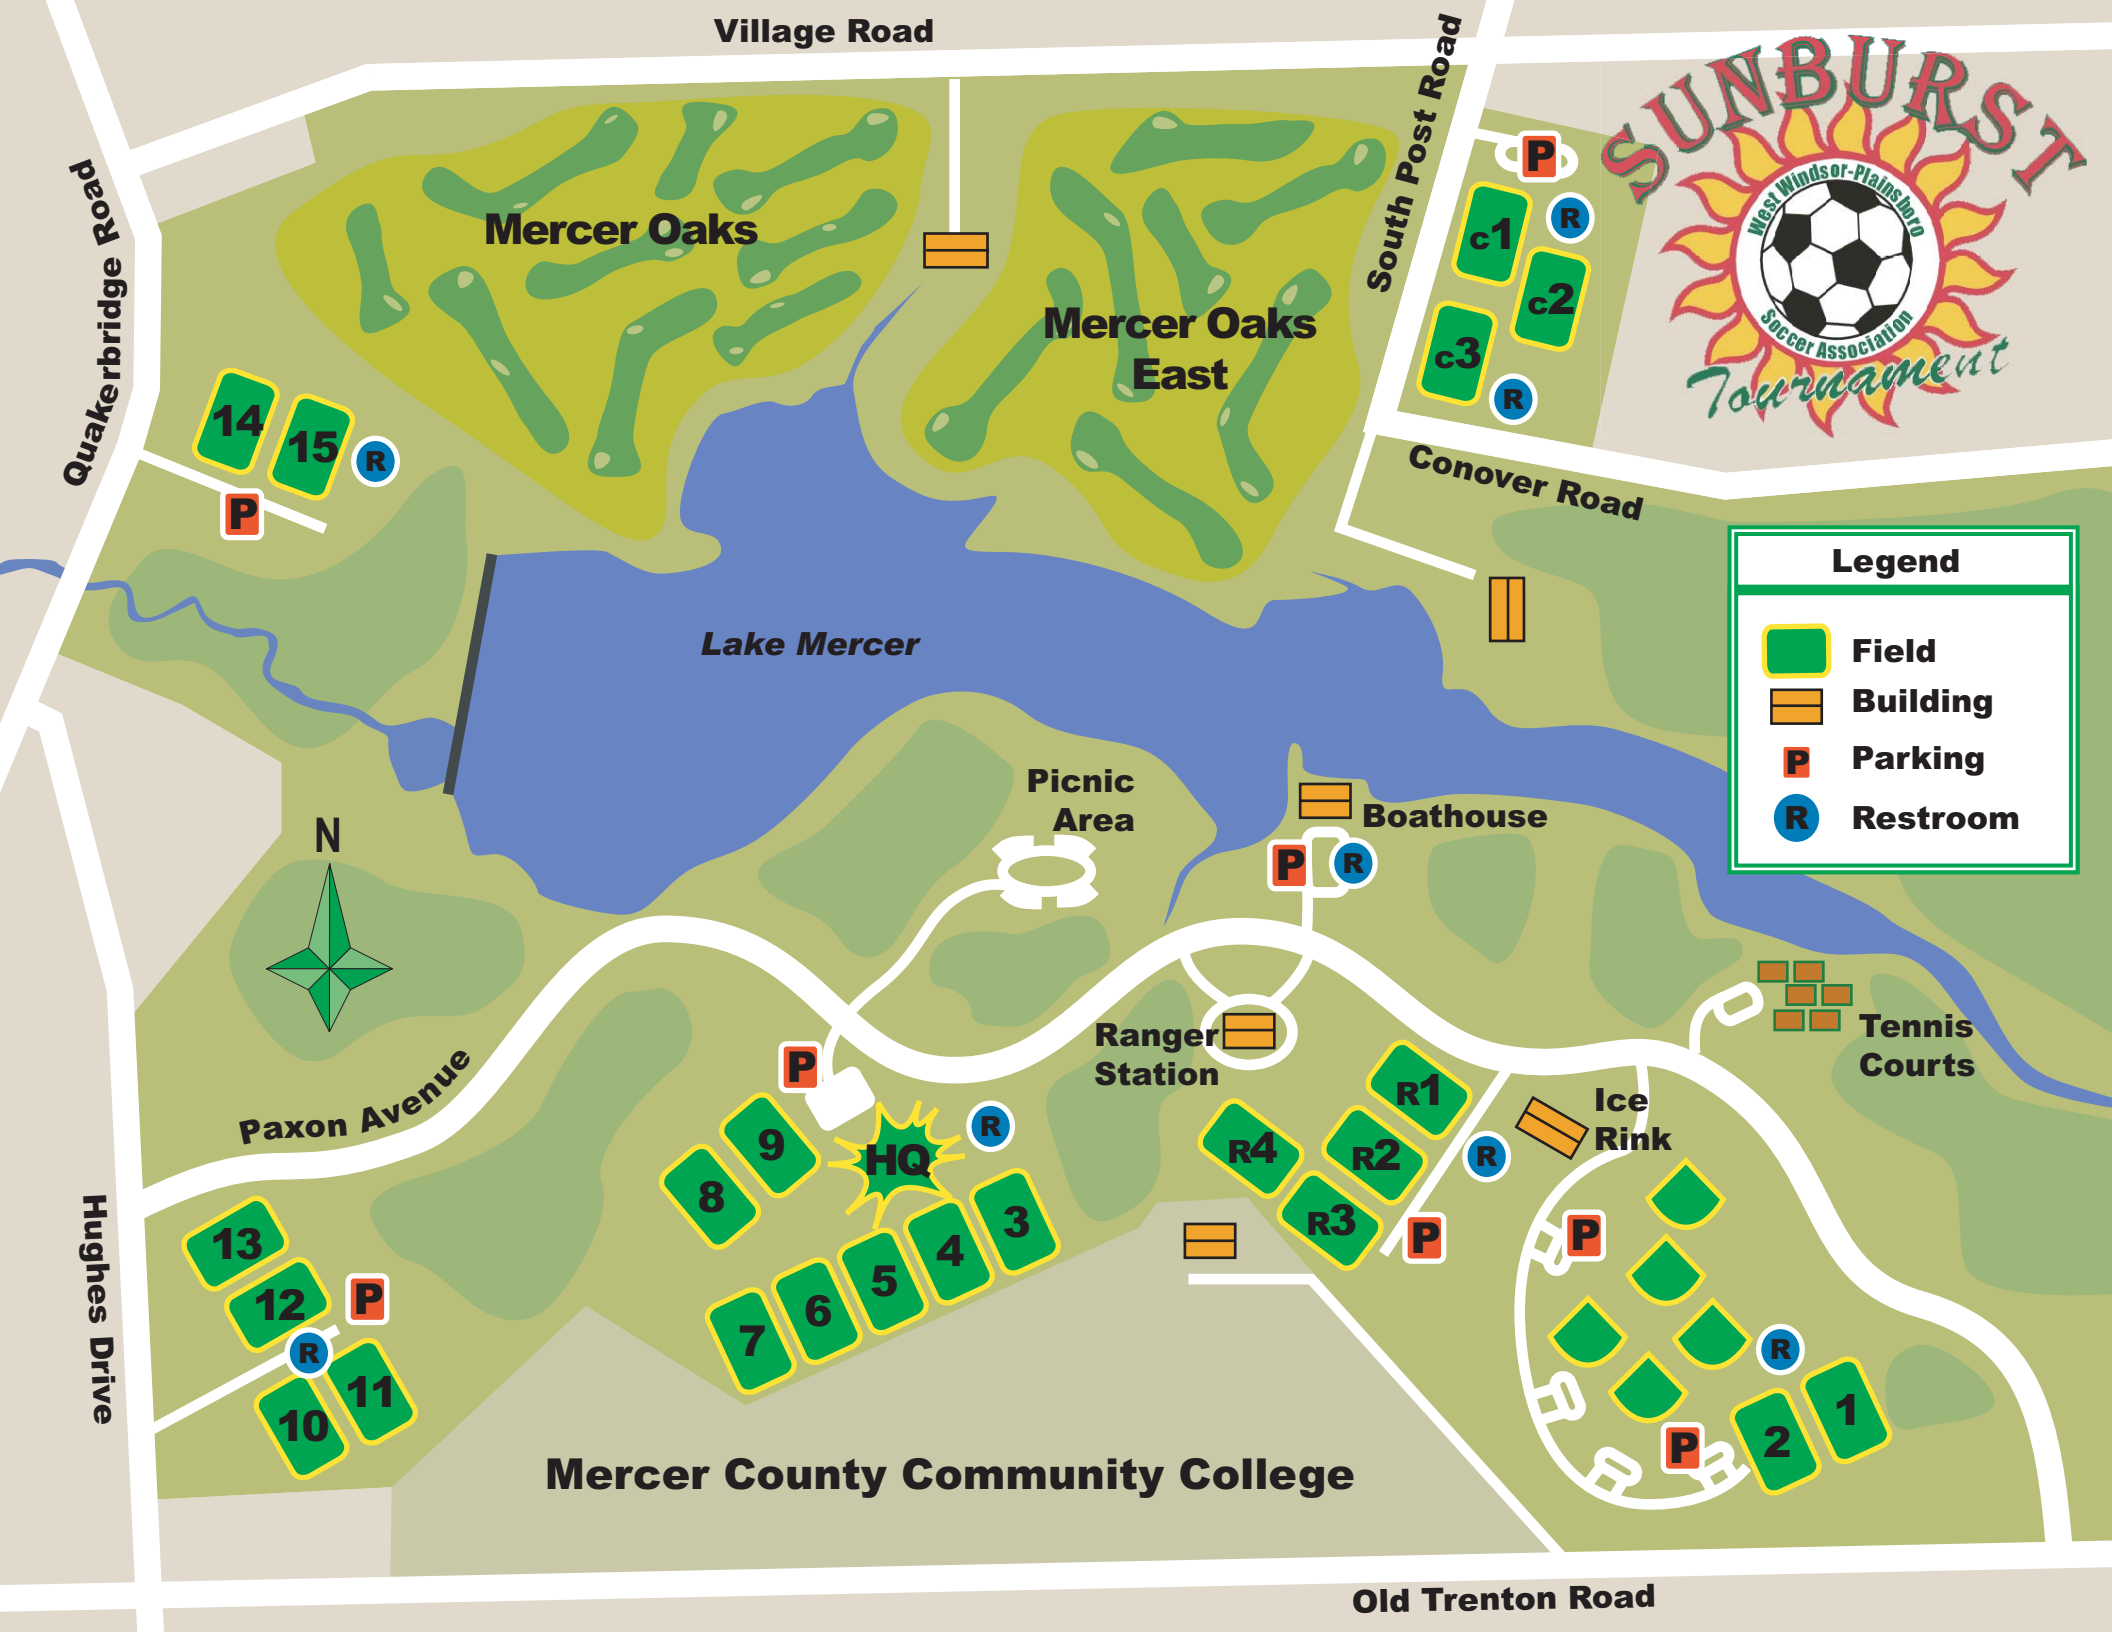 Village Road
South Post Road
SUNBURST
West Windsor-Plainsboro
Soccer Association
Tournament
P
R
c1
c2
c3
R
Quakerbridge Road
Mercer Oaks
Mercer Oaks
East
14
15
R
P
Conover Road
Legend
Field
Building
P Parking
R Restroom
Lake Mercer
Picnic
Area
Boathouse
P
R
N
Ranger
Station
Tennis
Courts
Paxon Avenue
P
9
8
HQ
R
3
4
5
6
7
R1
R2
R3
R4
R
P
Ice
Rink
P
R
1
2
P
Hughes Drive
13
12
P
R
11
10
Mercer County Community College
Old Trenton Road